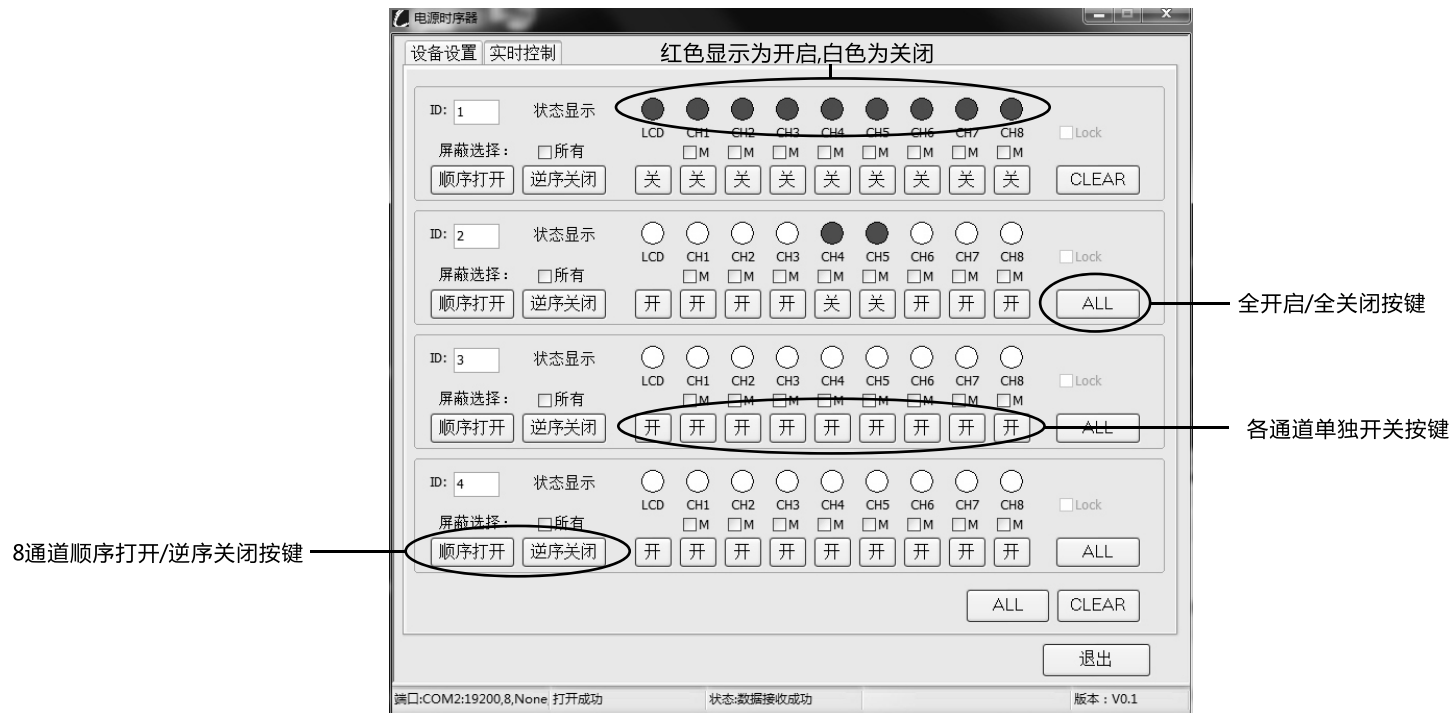 电源时序器
设备设置 实时控制 红色显示为开启,白色为关闭
ID: 1 状态显示
LCD CH1 CH2 CH3 CH4 CH5 CH6 CH7 CH8 Lock
屏蔽选择: 所有 M M M M M M M M
顺序打开 逆序关闭 关 关 关 关 关 关 关 关 关 CLEAR
ID: 2 状态显示
LCD CH1 CH2 CH3 CH4 CH5 CH6 CH7 CH8 Lock
屏蔽选择: 所有 M M M M M M M M
顺序打开 逆序关闭 开 开 开 开 关 关 开 开 开 ALL 全开启/全关闭按键
ID: 3 状态显示
LCD CH1 CH2 CH3 CH4 CH5 CH6 CH7 CH8 Lock
屏蔽选择: 所有 M M M M M M M M
顺序打开 逆序关闭 开 开 开 开 开 开 开 开 开 ALL 各通道单独开关按键
ID: 4 状态显示
LCD CH1 CH2 CH3 CH4 CH5 CH6 CH7 CH8 Lock
屏蔽选择: 所有 M M M M M M M M
8通道顺序打开/逆序关闭按键 顺序打开 逆序关闭 开 开 开 开 开 开 开 开 开 ALL
ALL CLEAR
退出
端口:COM2:19200,8,None 打开成功 状态:数据接收成功 版本:V0.1